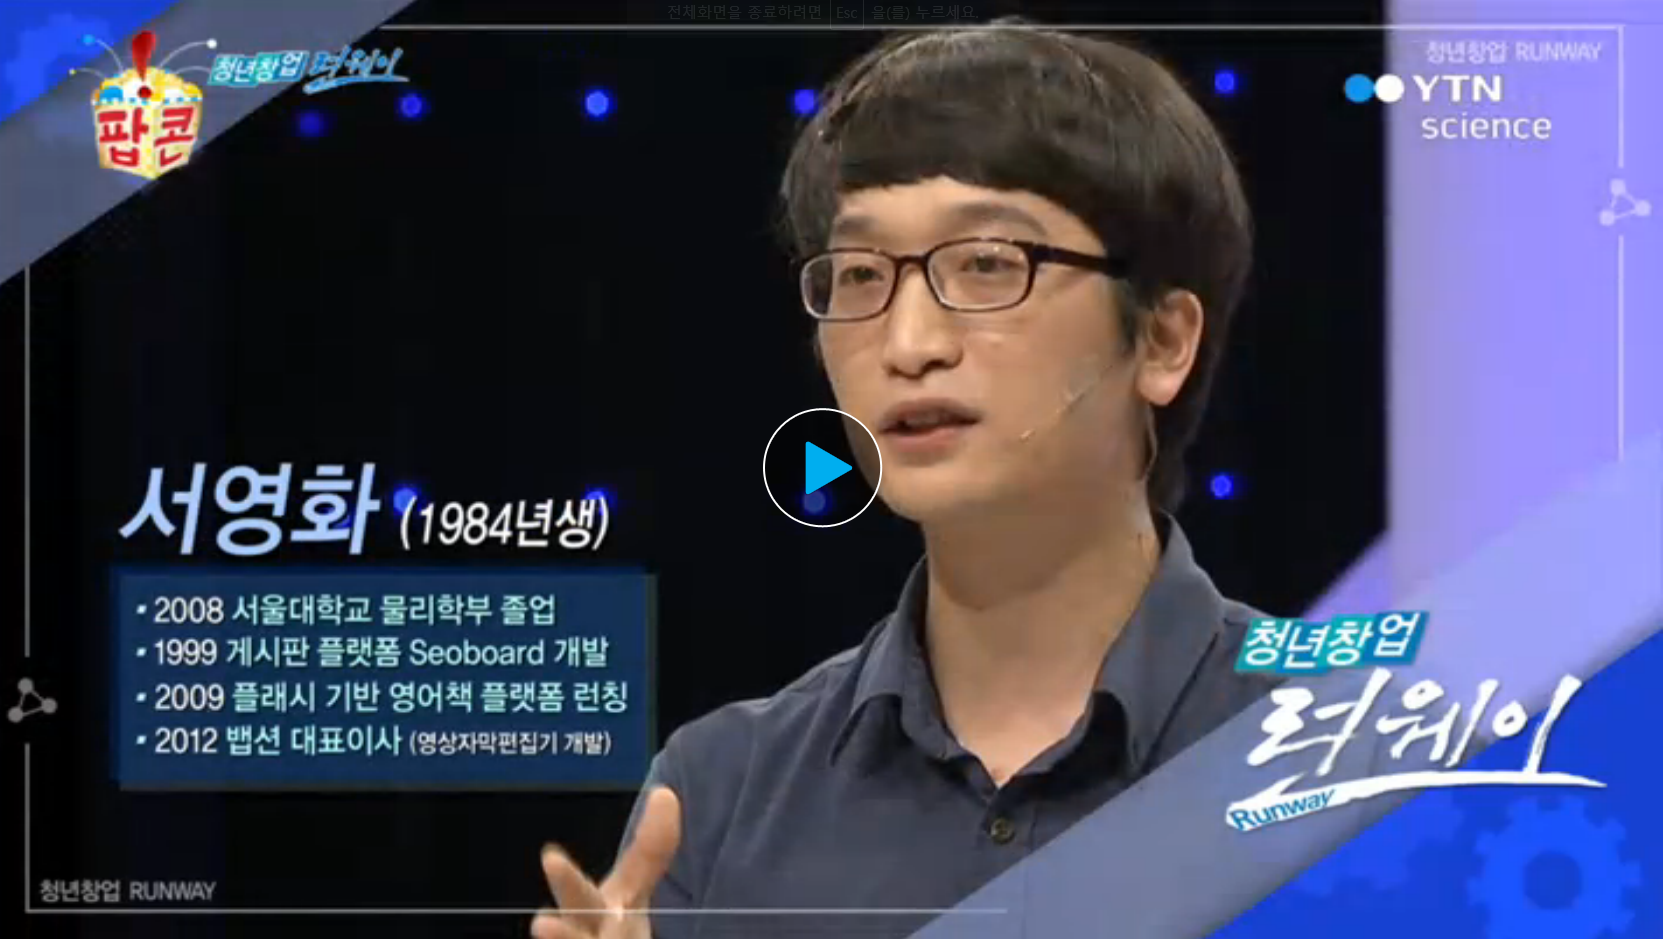 전체화면을 종료하려면 Esc 을(를) 누르세요.
팝콘
청년창업 런웨이
청년창업 RUNWAY
YTN
science
서영화 (1984년생)
• 2008 서울대학교 물리학부 졸업
• 1999 게시판 플랫폼 Seoboard 개발
• 2009 플래시 기반 영어책 플랫폼 런칭
• 2012 뱁션 대표이사 (영상자막편집기 개발)
청년창업
런웨이
Runway
청년창업 RUNWAY